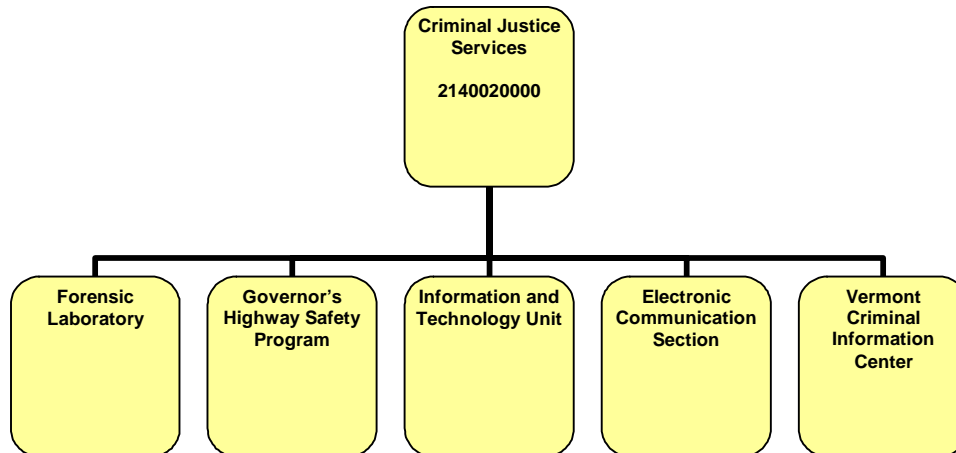 Criminal Justice
Services
2140020000
Forensic
Laboratory
Governor’s
Highway Safety
Program
Information and
Technology Unit
Electronic
Communication
Section
Vermont
Criminal
Information
Center